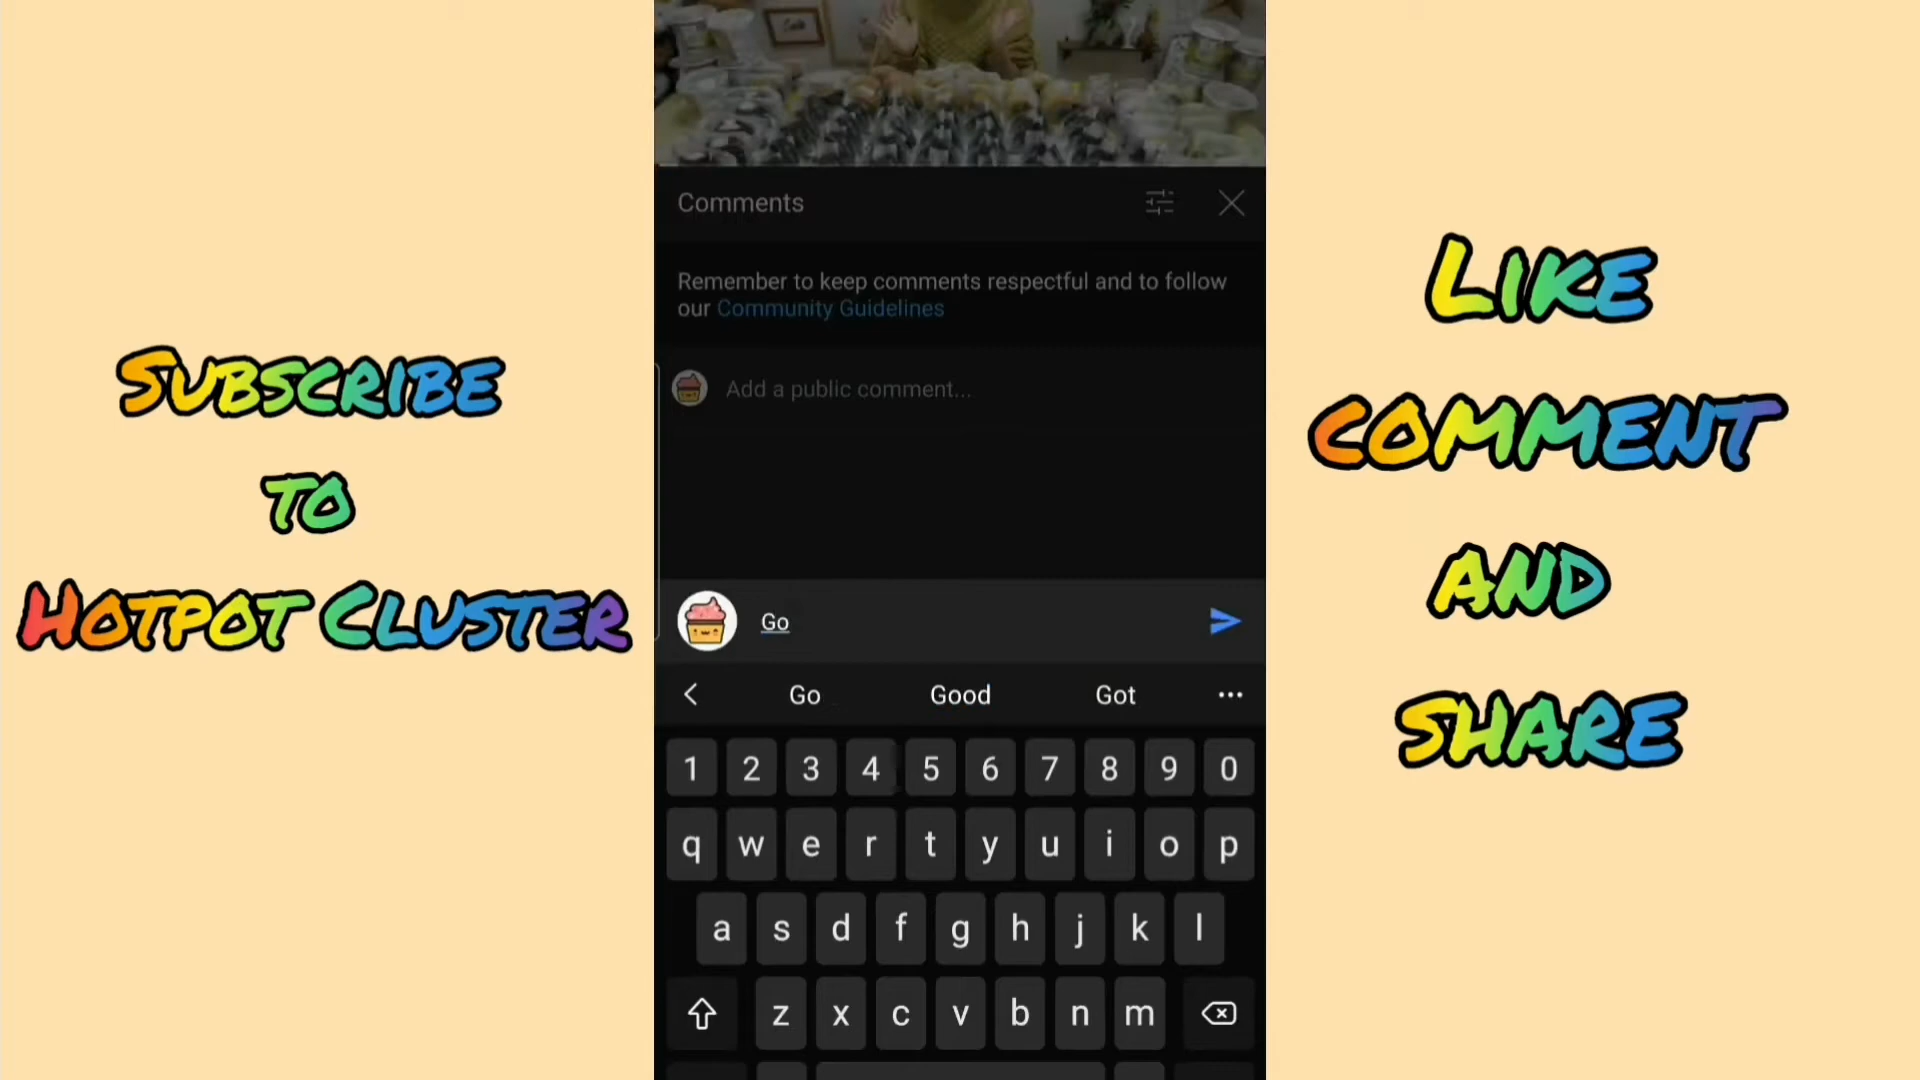 Subscribe
to
Hotpot Cluster
Comments
Remember to keep comments respectful and to follow
our Community Guidelines
Add a public comment...
Go
Go Good Got ...
1 2 3 4 5 6 7 8 9 0
q w e r t y u i o p
a s d f g h j k l
z x c v b n m
Like
comment
and
share